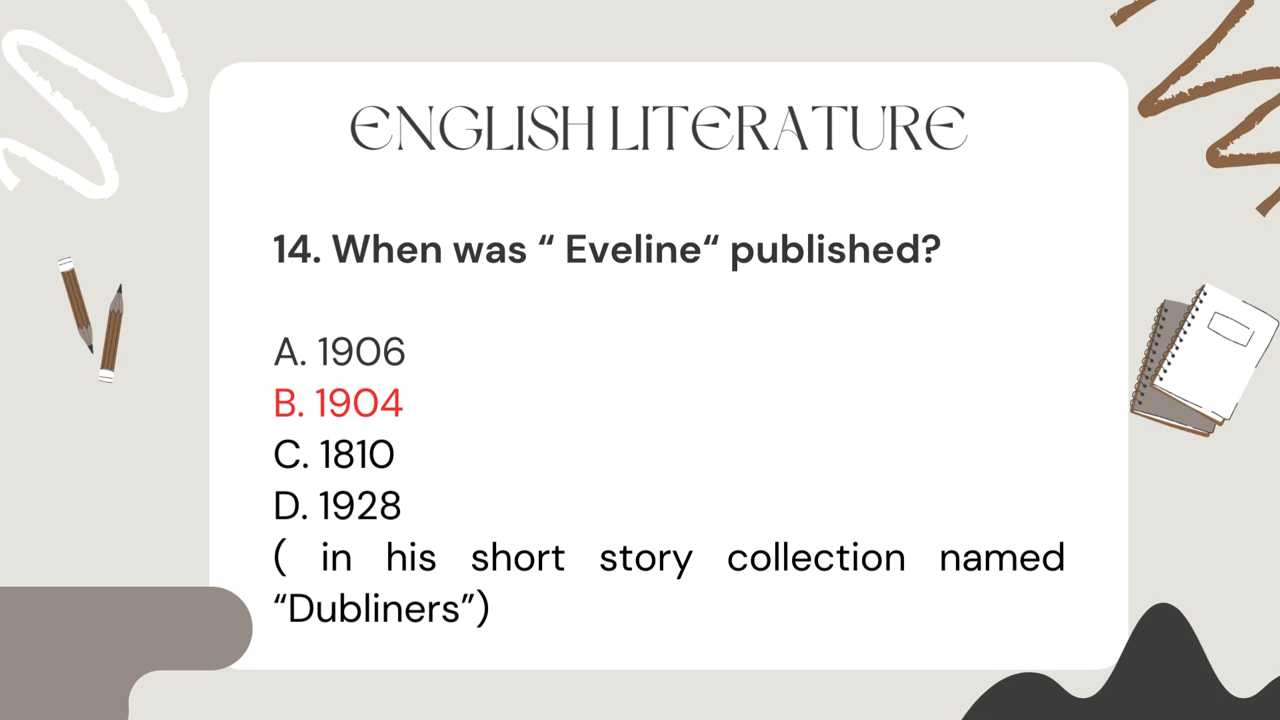 ENGLISH LITERATURE
14. When was “ Eveline“ published?
A. 1906
B. 1904
C. 1810
D. 1928
( in his short story collection named
“Dubliners”)